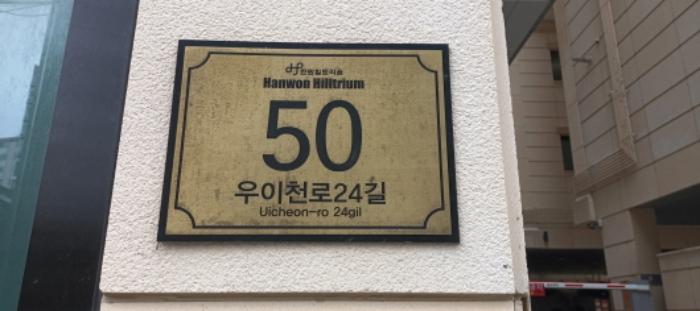 한원힐트리움
Hanwon Hilltrium
50
우이천로24길
Uicheon-ro 24gil